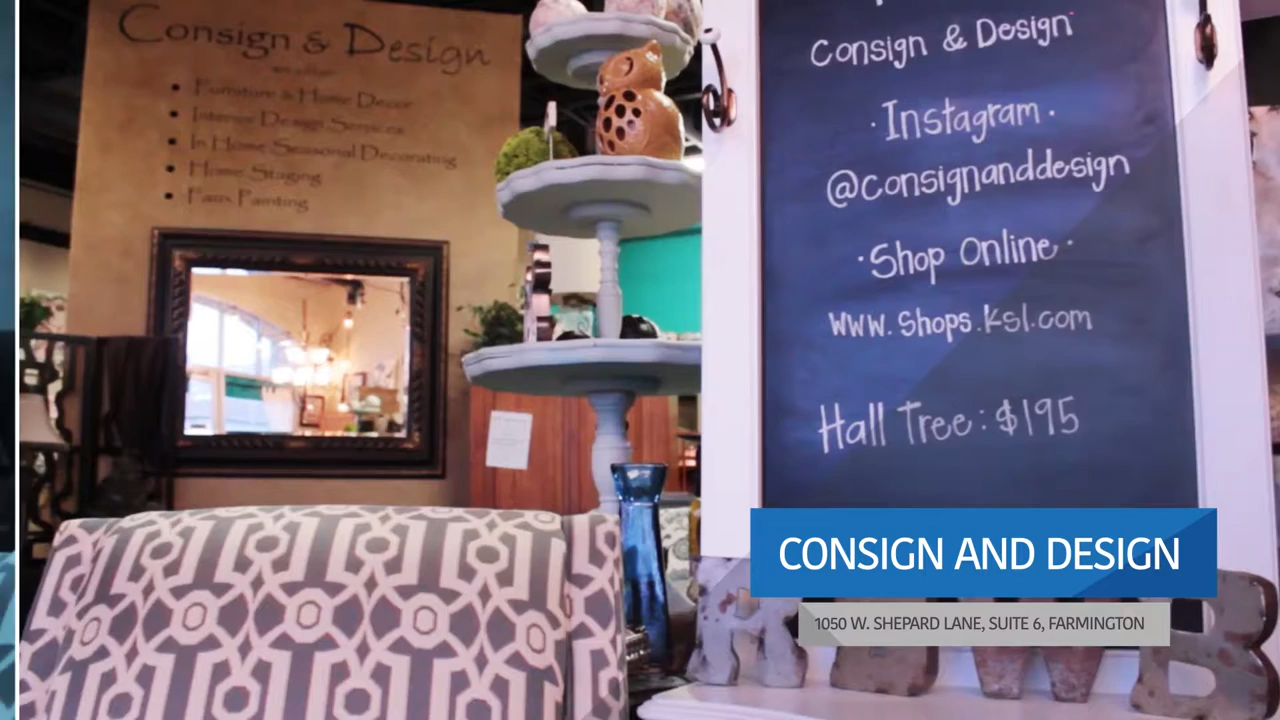 Consign & Design
Furniture & Home Decor
Interior Design Services
In Home Seasonal Decorating
Home Staging
Faux Painting
Consign & Design
· Instagram ·
@consignanddesign
· Shop Online ·
www.shops.ksl.com
Hall Tree: $195
CONSIGN AND DESIGN
1050 W. SHEPARD LANE, SUITE 6, FARMINGTON